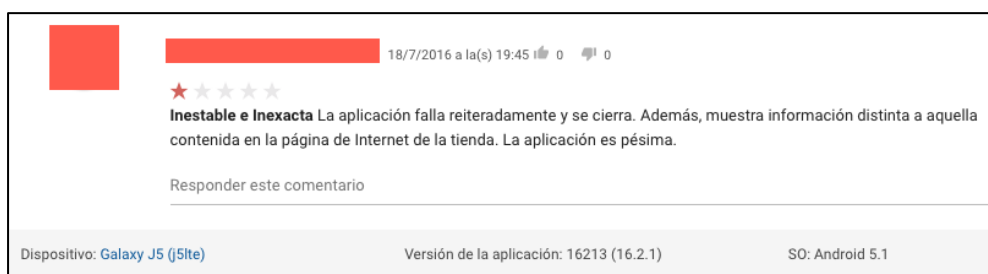 18/7/2016 a la(s) 19:45 0 0
Inestable e Inexacta La aplicación falla reiteradamente y se cierra. Además, muestra información distinta a aquella
contenida en la página de Internet de la tienda. La aplicación es pésima.
Responder este comentario
Dispositivo: Galaxy J5 (j5lte) Versión de la aplicación: 16213 (16.2.1) SO: Android 5.1